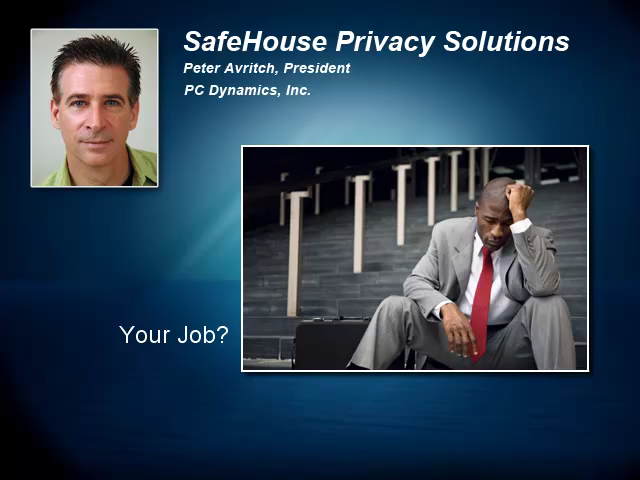 SafeHouse Privacy Solutions
Peter Avritch, President
PC Dynamics, Inc.
Your Job?